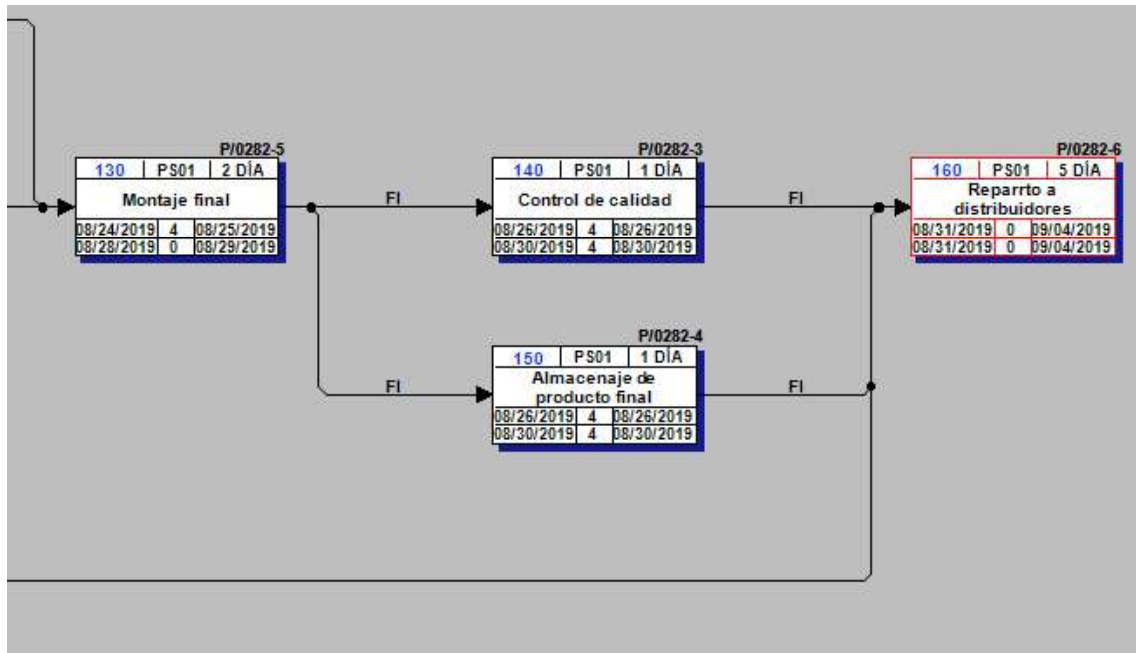 P/0282-5
130 PS01 2 DÍA
Montaje final
08/24/2019 4 08/25/2019
08/28/2019 0 08/29/2019
FI
P/0282-3
140 PS01 1 DÍA
Control de calidad
08/26/2019 4 08/26/2019
08/30/2019 4 08/30/2019
FI
P/0282-6
160 PS01 5 DÍA
Reparrto a
distribuidores
08/31/2019 0 09/04/2019
08/31/2019 0 09/04/2019
FI
P/0282-4
150 PS01 1 DÍA
Almacenaje de
producto final
08/26/2019 4 08/26/2019
08/30/2019 4 08/30/2019
FI